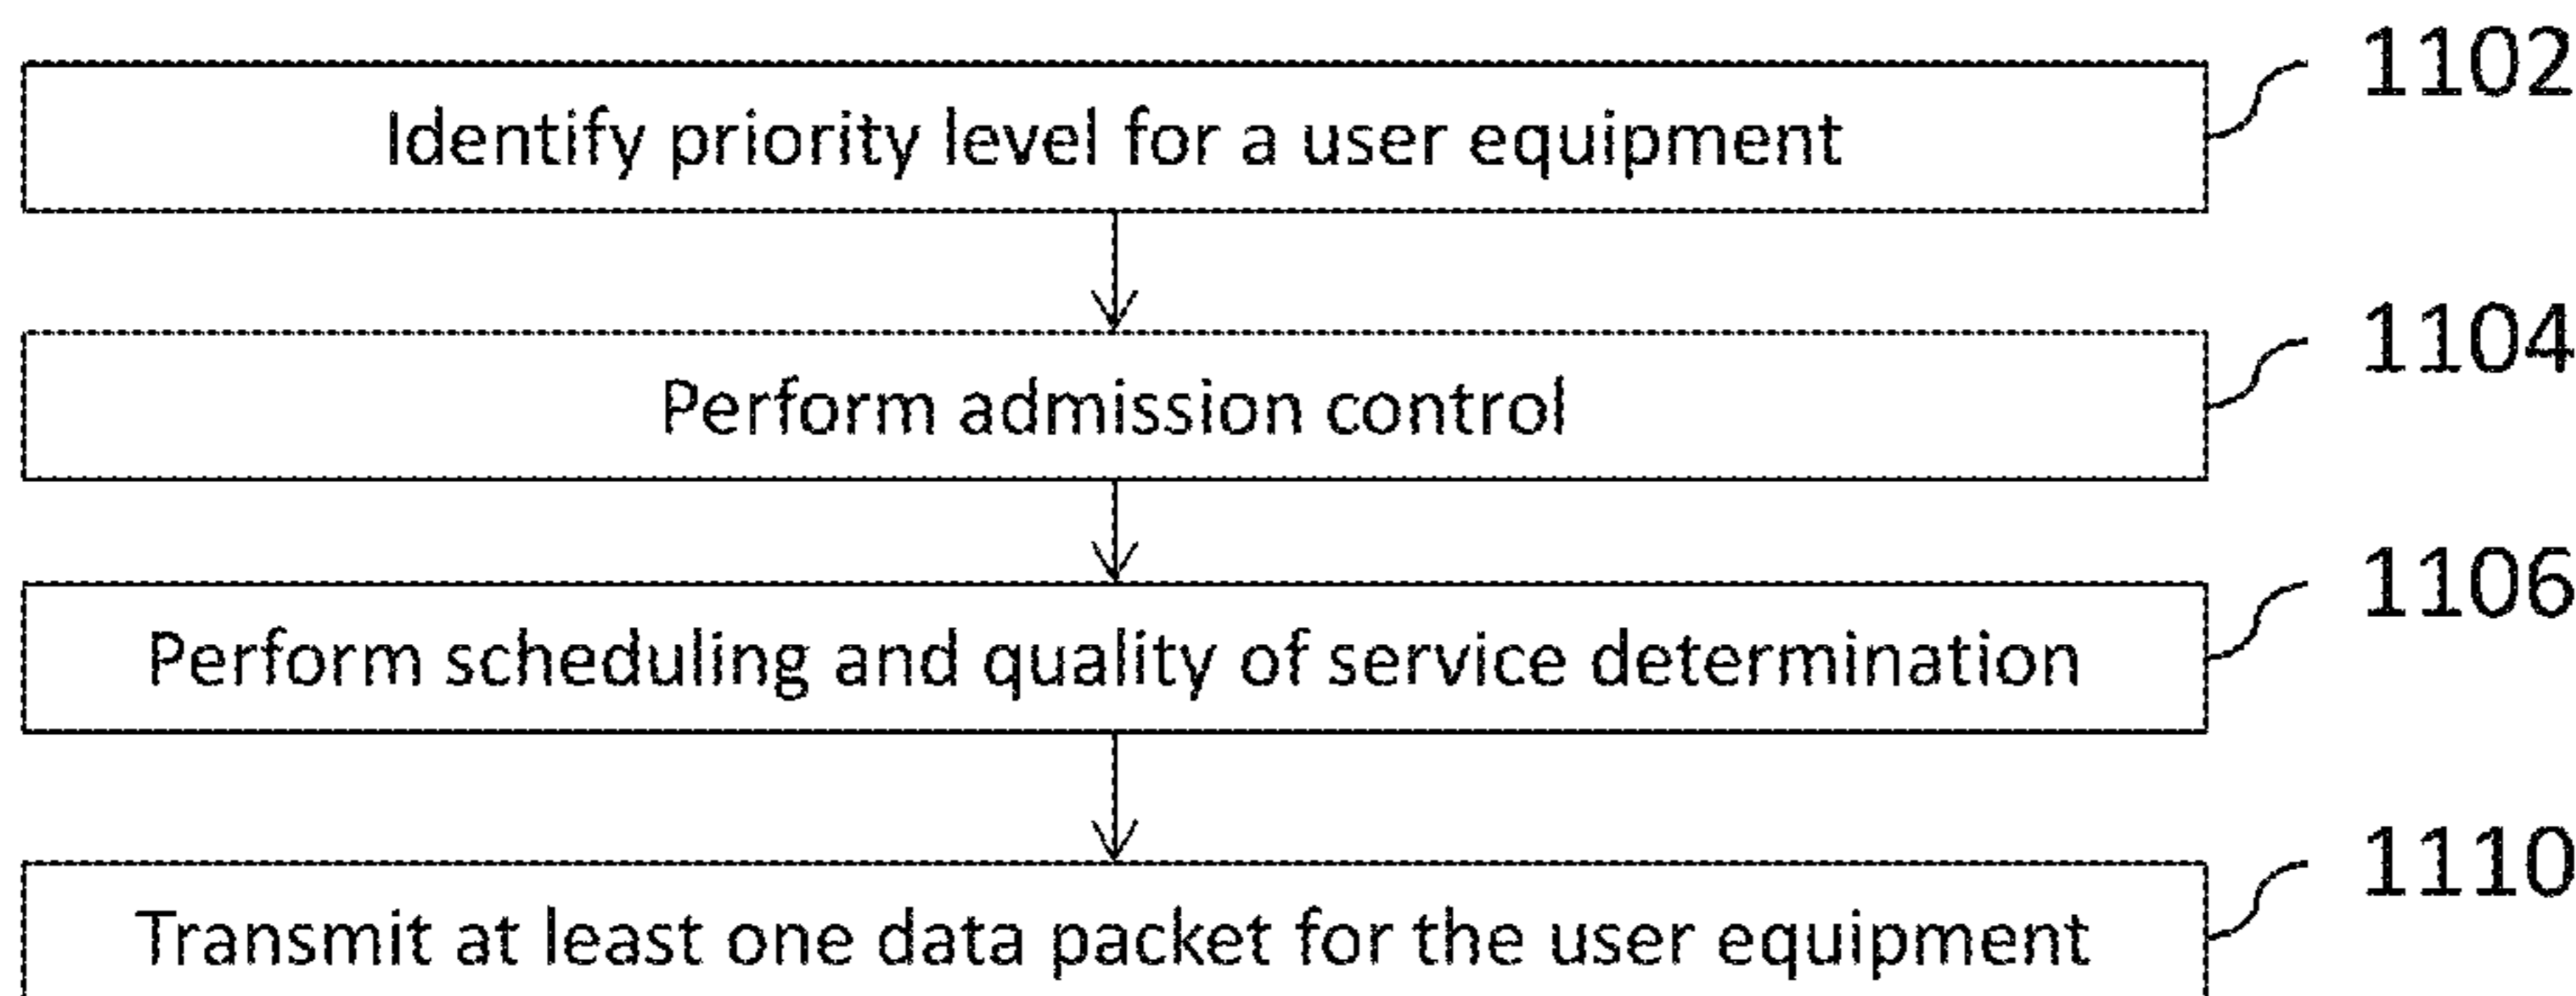 1102
Identify priority level for a user equipment
1104
Perform admission control
1106
Perform scheduling and quality of service determination
1110
Transmit at least one data packet for the user equipment